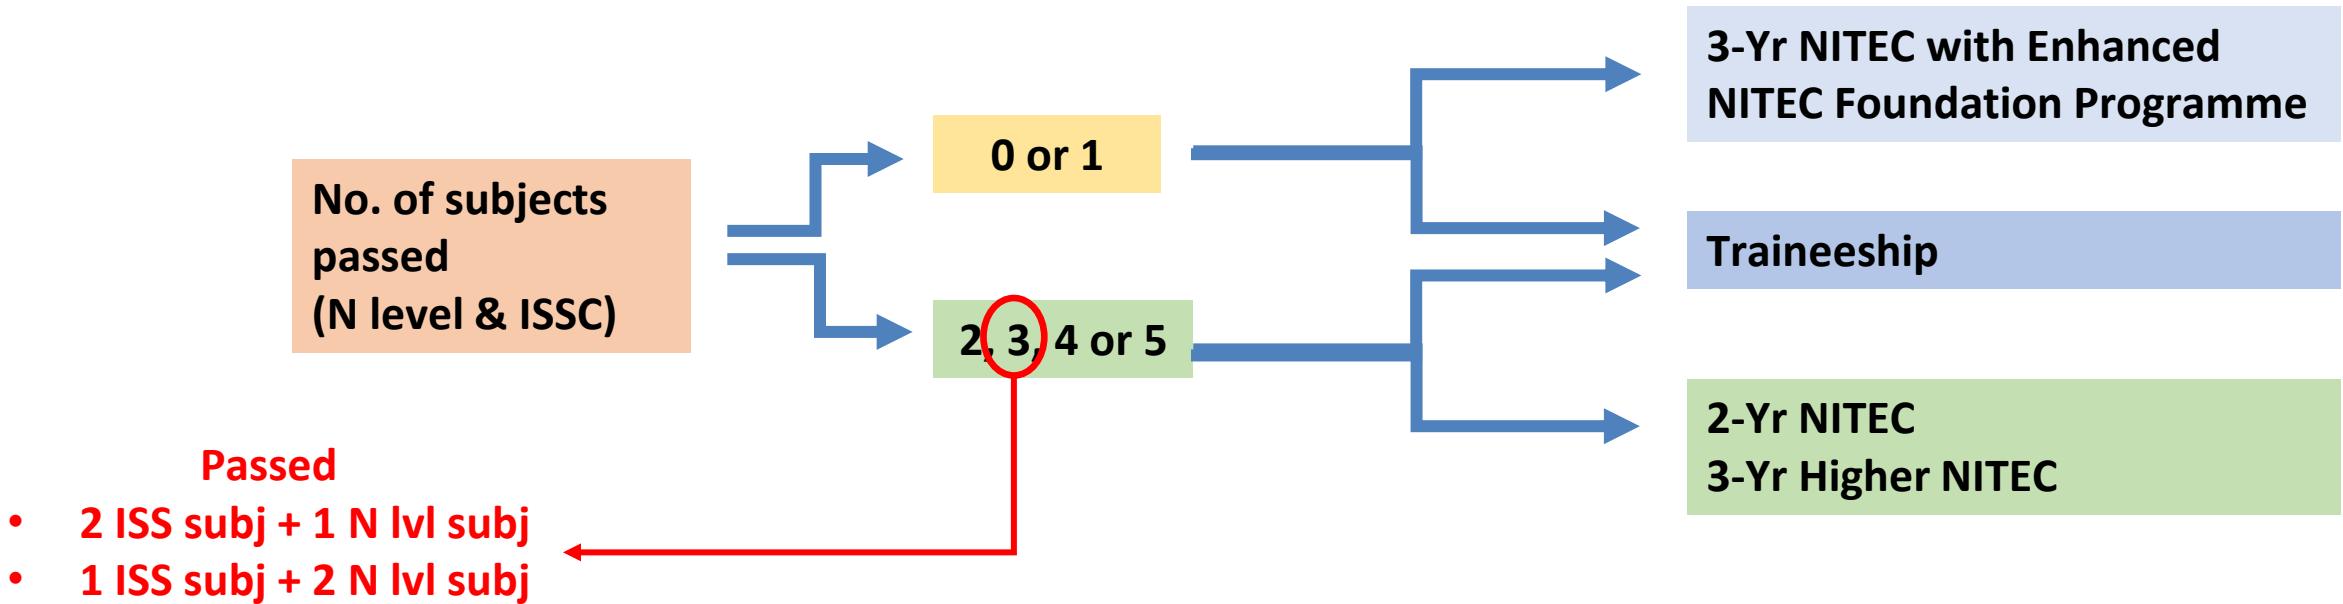 No. of subjects
passed
(N level & ISSC)
0 or 1
2, 3, 4 or 5
3-Yr NITEC with Enhanced
NITEC Foundation Programme
Traineeship
2-Yr NITEC
3-Yr Higher NITEC
Passed
• 2 ISS subj + 1 N lvl subj
• 1 ISS subj + 2 N lvl subj